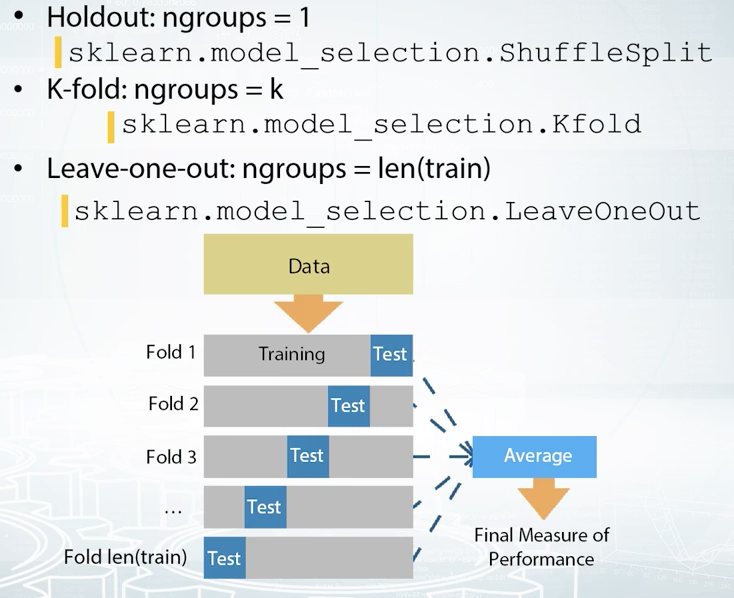 • Holdout: ngroups = 1
sklearn.model_selection.ShuffleSplit
• K-fold: ngroups = k
sklearn.model_selection.Kfold
• Leave-one-out: ngroups = len(train)
sklearn.model_selection.LeaveOneOut
Data
Fold 1 Training Test
Fold 2 Test
Fold 3 Test
Average
... Test
Final Measure of
Performance
Fold len(train) Test